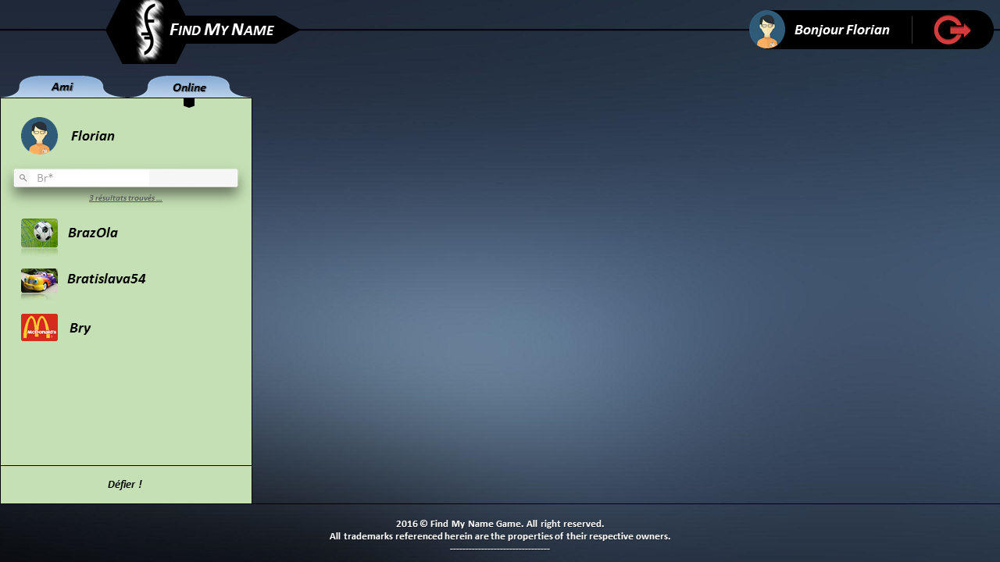 FIND MY NAME
Bonjour Florian
Ami
Online
Florian
Br*
3 résultats trouvés ...
BrazOla
Bratislava54
McDonald's
Bry
Défier !
2016 © Find My Name Game. All right reserved.
All trademarks referenced herein are the properties of their respective owners.
--------------------------------